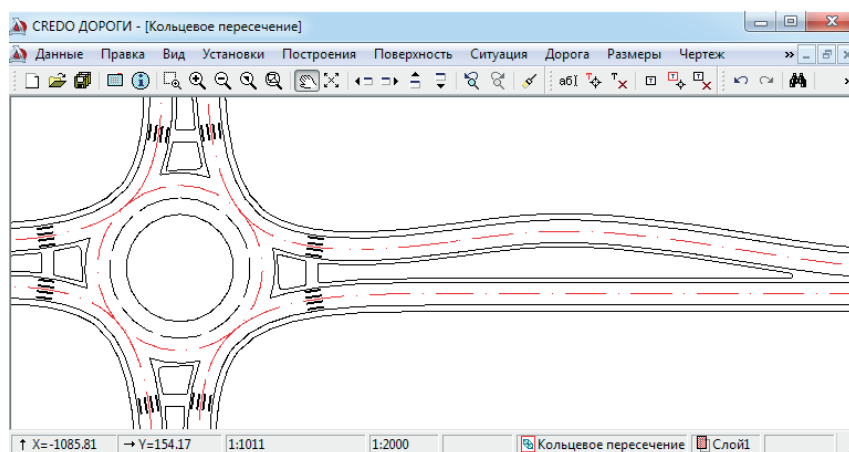 CREDO ДОРОГИ - [Кольцевое пересечение]
Данные Правка Вид Установки Построения Поверхность Ситуация Дорога Размеры Чертеж »
абI T T T T T »
↑ X=-1085.81 → Y=154.17 1:1011 1:2000 Кольцевое пересечение Слой1